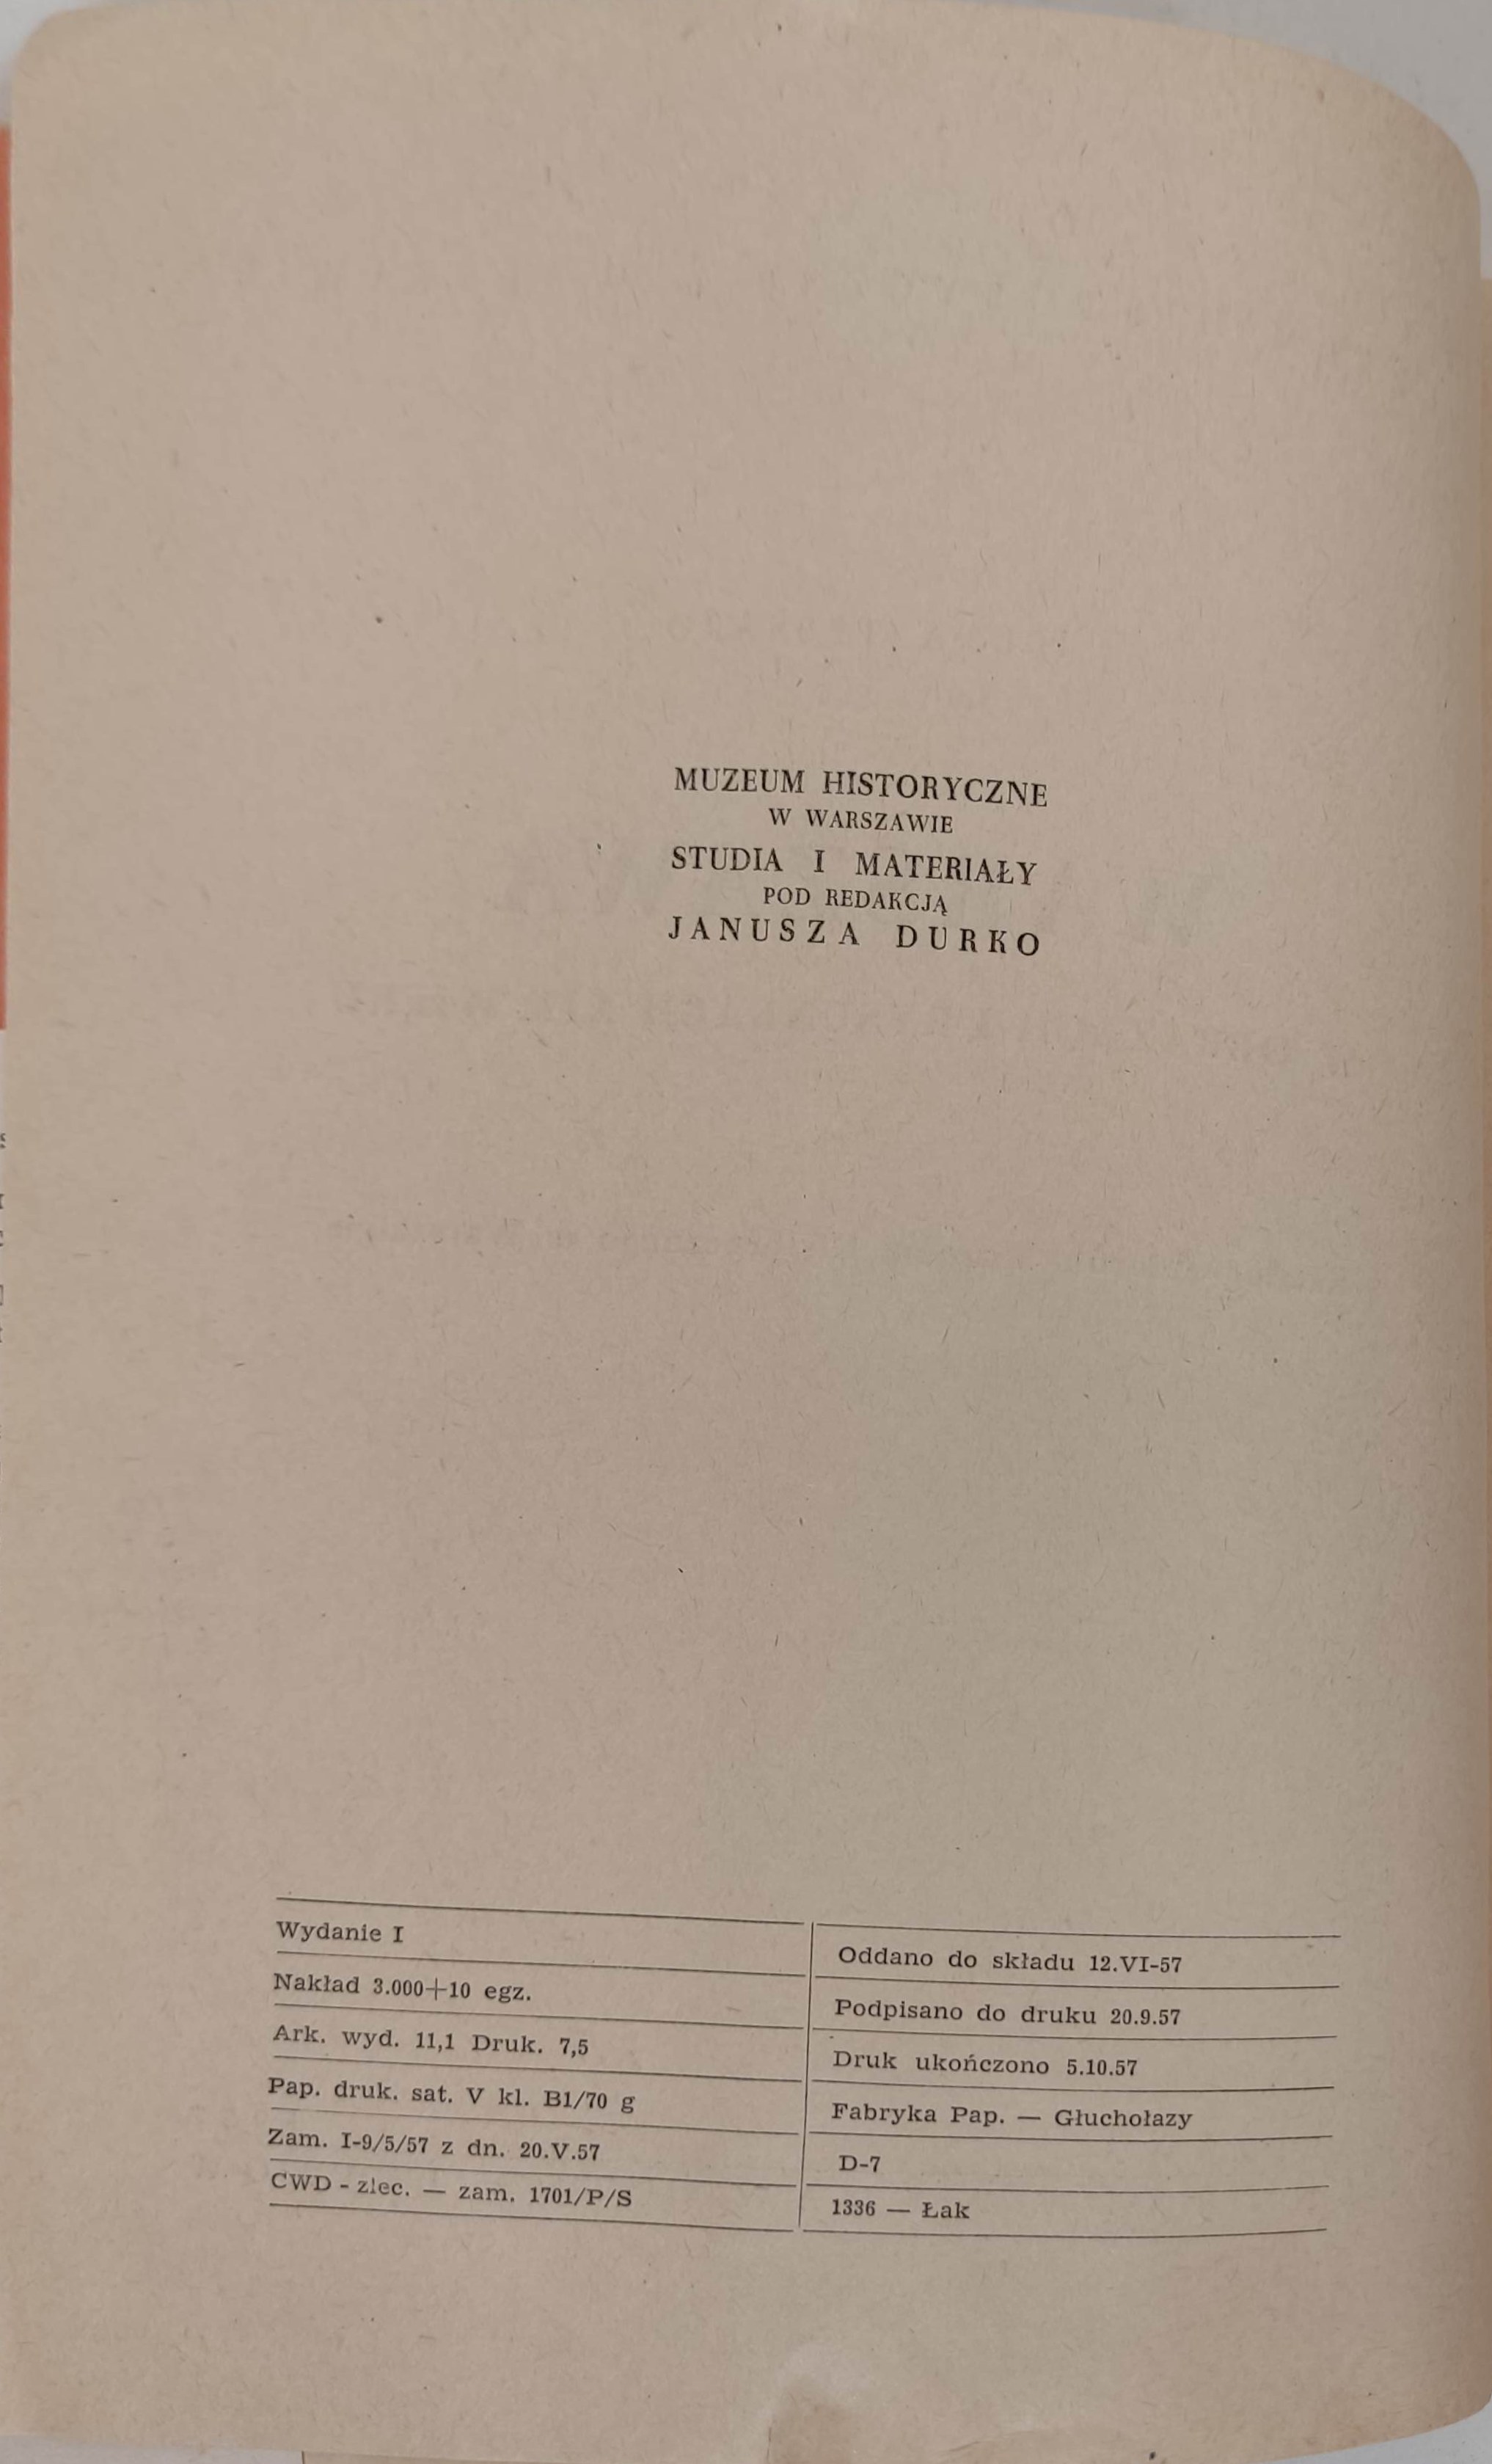 MUZEUM HISTORYCZNE
W WARSZAWIE
STUDIA I MATERIAŁY
POD REDAKCJĄ
JANUSZA DURKO
Wydanie I
Nakład 3.000+10 egz.
Ark. wyd. 11,1 Druk. 7,5
Pap. druk. sat. V kl. B1/70 g
Zam. I-9/5/57 z dn. 20.V.57
CWD - zlec. — zam. 1701/P/S
Oddano do składu 12.VI-57
Podpisano do druku 20.9.57
Druk ukończono 5.10.57
Fabryka Pap. — Głuchołazy
D-7
1336 — Łak